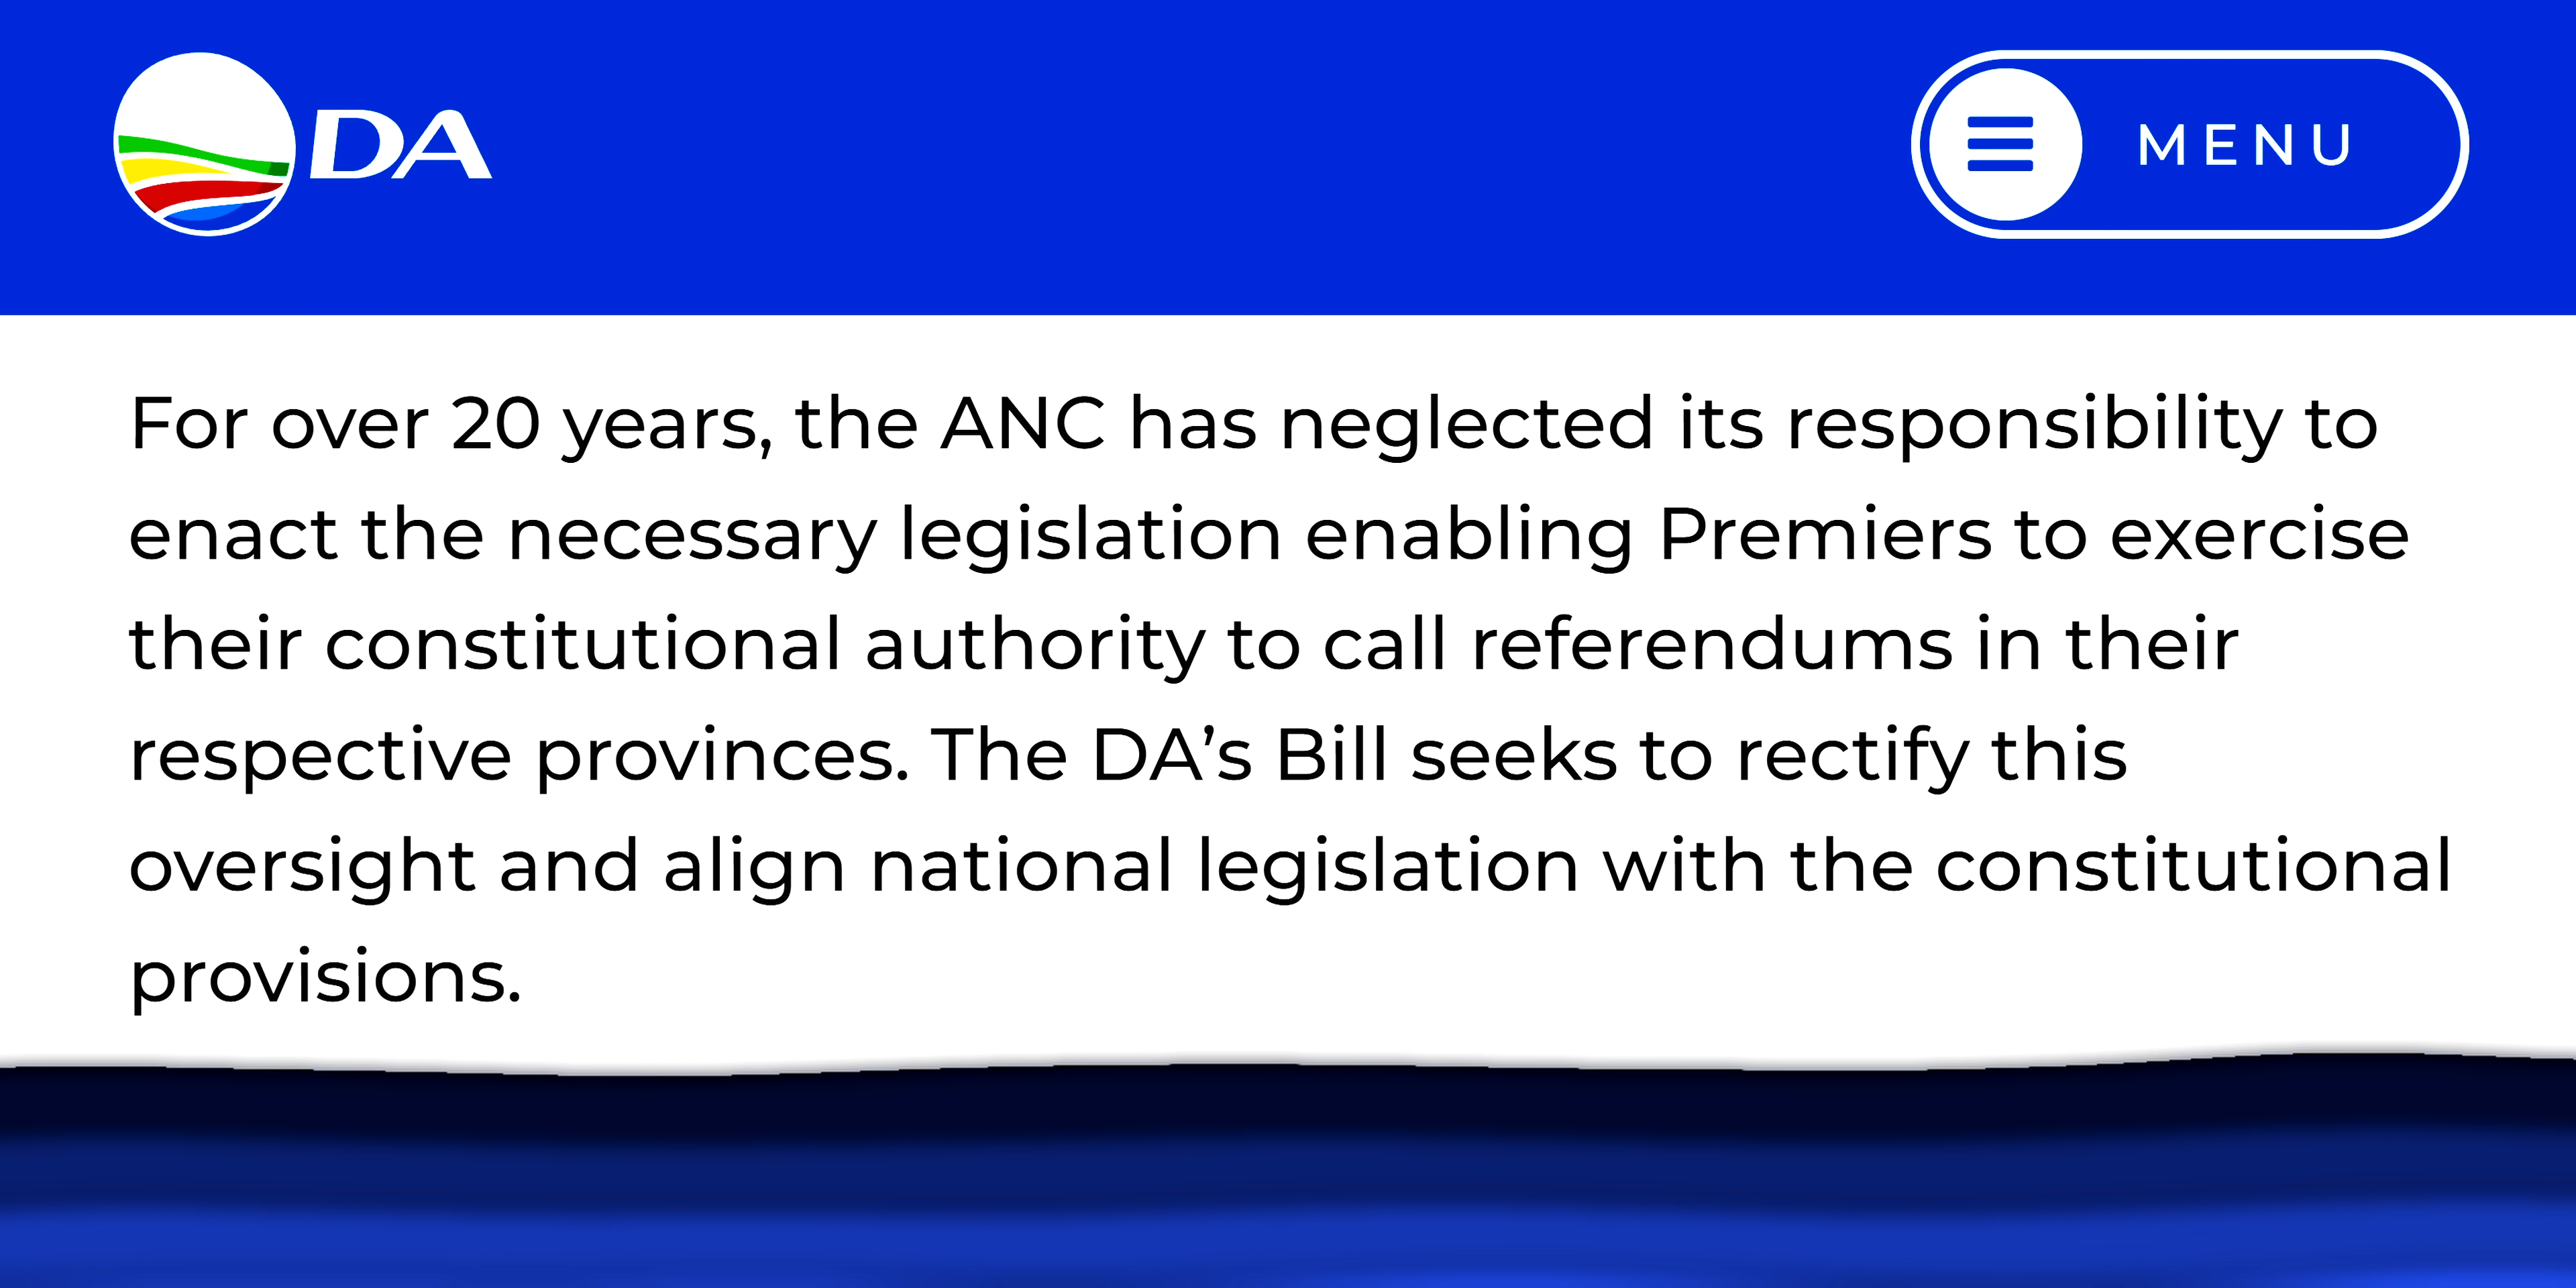 DA
MENU
For over 20 years, the ANC has neglected its responsibility to
enact the necessary legislation enabling Premiers to exercise
their constitutional authority to call referendums in their
respective provinces. The DA’s Bill seeks to rectify this
oversight and align national legislation with the constitutional
provisions.